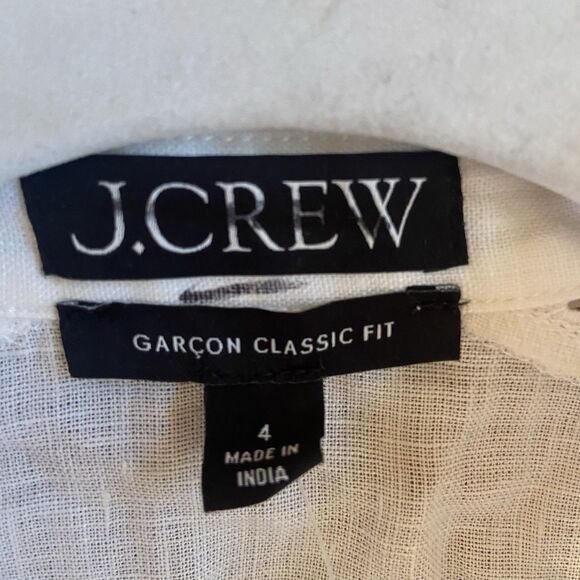 J.CREW
GARÇON CLASSIC FIT
4
MADE IN
INDIA